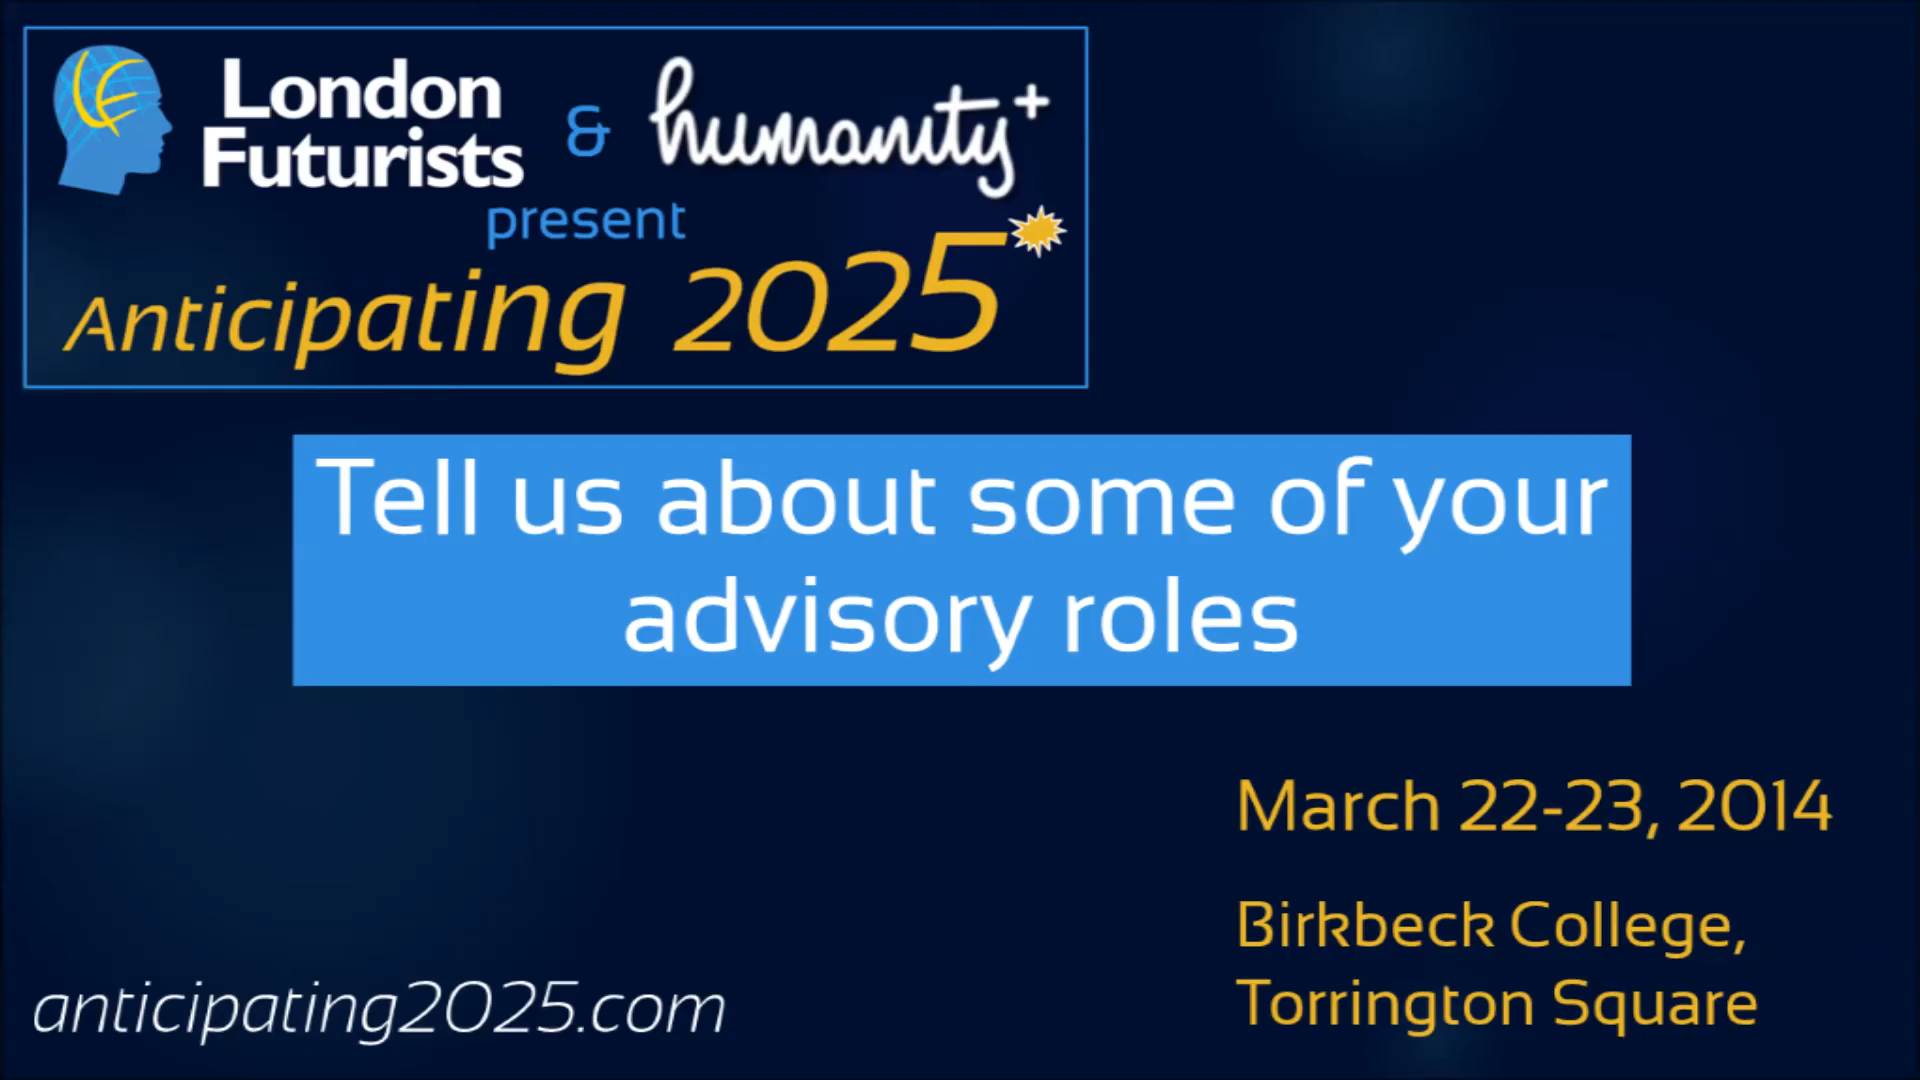 London
Futurists
& humanity+
present
Anticipating 2025
Tell us about some of your
advisory roles
March 22-23, 2014
Birkbeck College,
Torrington Square
anticipating2025.com